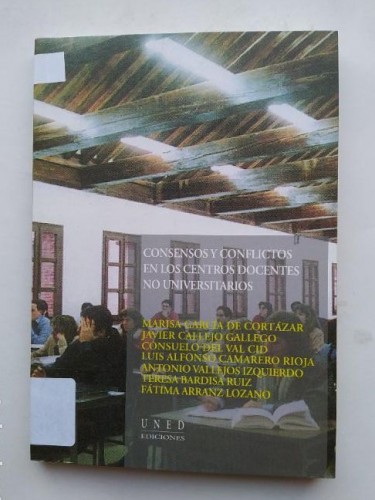 CONSENSOS Y CONFLICTOS
EN LOS CENTROS DOCENTES
NO UNIVERSITARIOS
MARISA GARCÍA DE CORTÁZAR
JAVIER CALLEJO GALLEGO
CONSUELO DEL VAL CID
LUIS ALFONSO CAMARERO RIOJA
ANTONIO VALLEJOS IZQUIERDO
TERESA BARDISA RUIZ
FÁTIMA ARRANZ LOZANO
UNED
EDICIONES